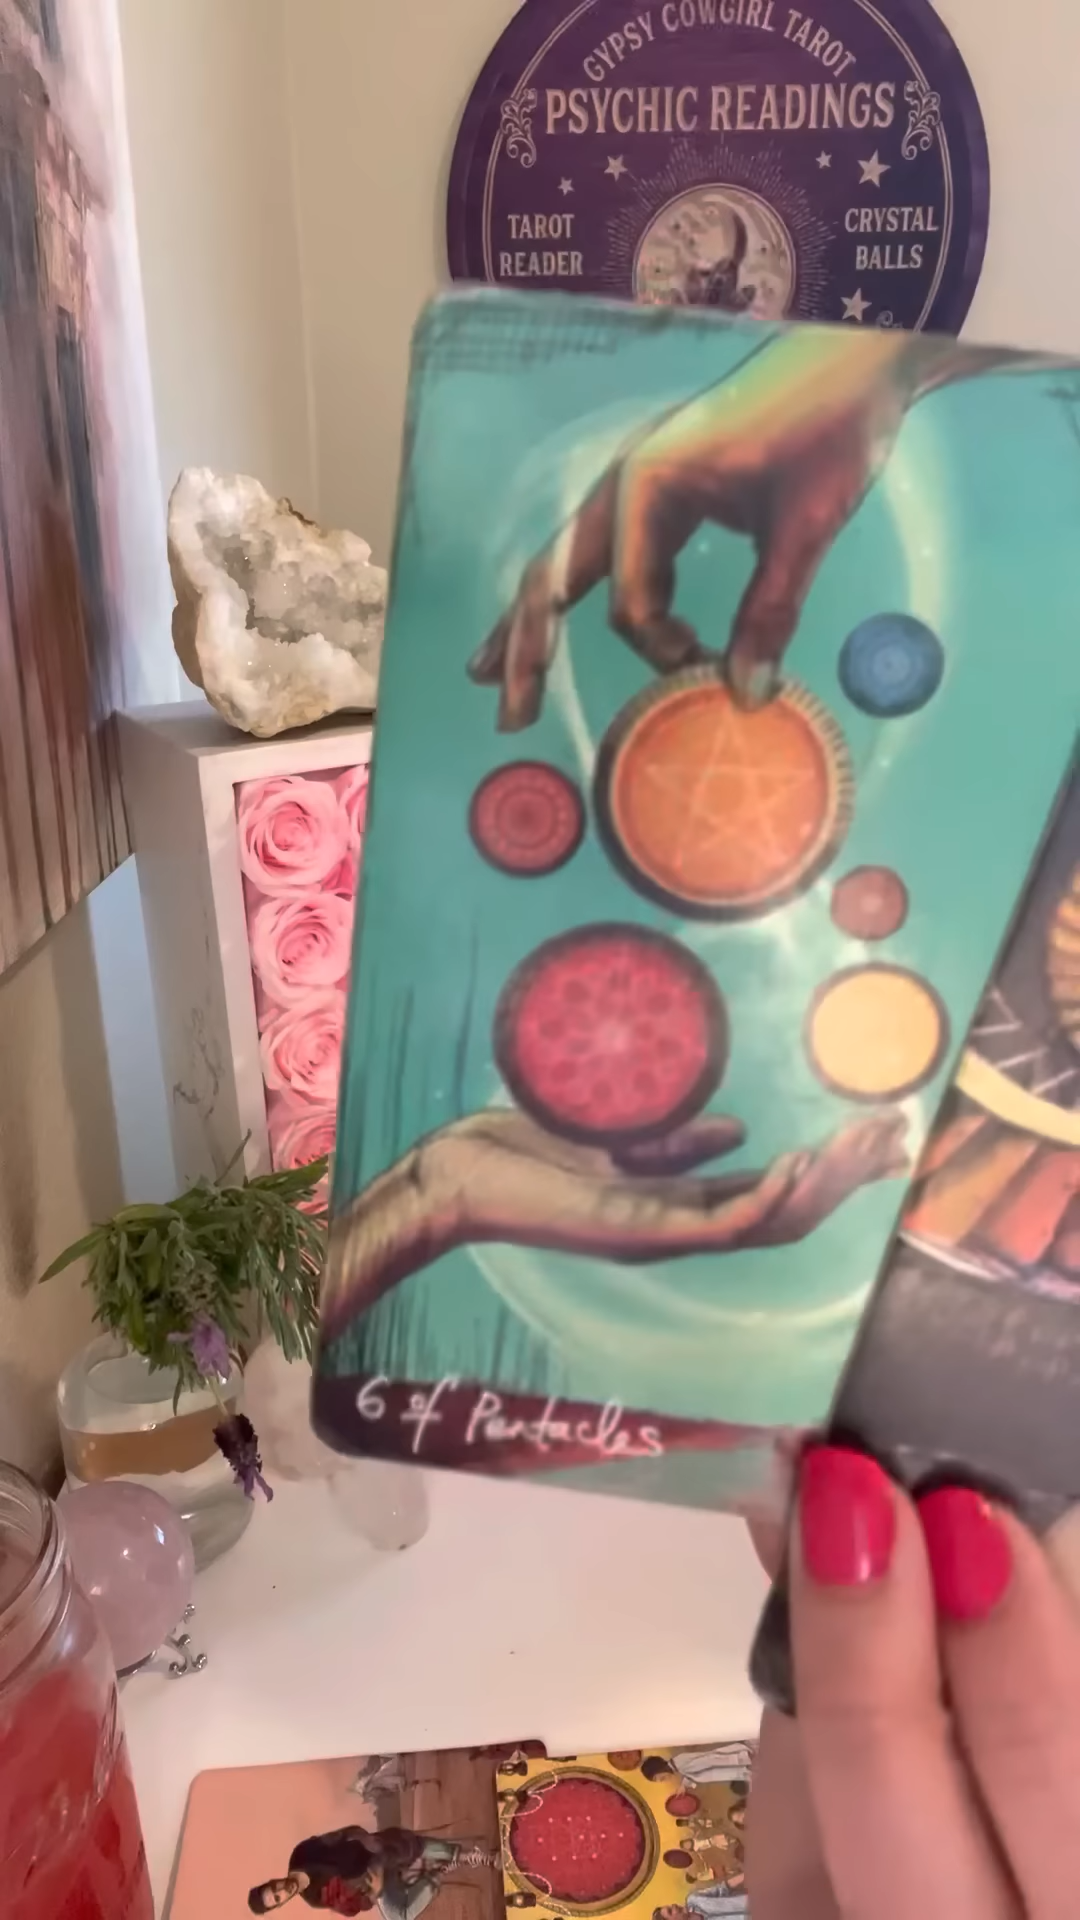 GYPSY COWGIRL TAROT
PSYCHIC READINGS
TAROT
READER
CRYSTAL
BALLS
6 of Pentacles